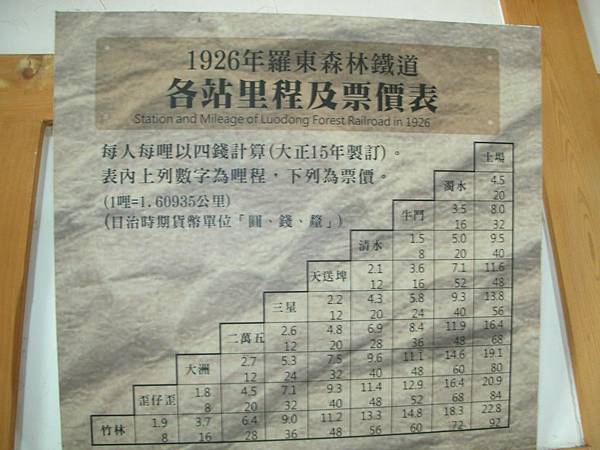 1926年羅東森林鐵道
各站里程及票價表
Station and Mileage of Luodong Forest Railroad in 1926
每人每哩以四錢計算(大正15年製訂)。
表內上列數字為哩程，下列為票價。
(1哩=1.60935公里)
(日治時期貨幣單位「圓、錢、釐」)
土場
濁水 4.5
20
牛鬥 3.5 8.0
16 32
清水 1.5 5.0 9.5
8 20 40
天送埤 2.1 3.6 7.1 11.6
12 16 52 48
三星 2.2 4.3 5.8 9.3 13.8
12 20 24 40 56
二萬五 2.6 4.8 6.9 8.4 11.9 16.4
12 20 28 36 48 68
大洲 2.7 5.3 7.5 9.6 11.1 14.6 19.1
12 24 32 40 48 60 80
歪仔歪 1.8 4.5 7.1 9.3 11.4 12.9 16.4 20.9
8 20 32 40 48 52 68 84
竹林 1.9 3.7 6.4 9.0 11.2 13.3 14.8 18.3 22.8
8 16 28 36 48 56 60 72 92